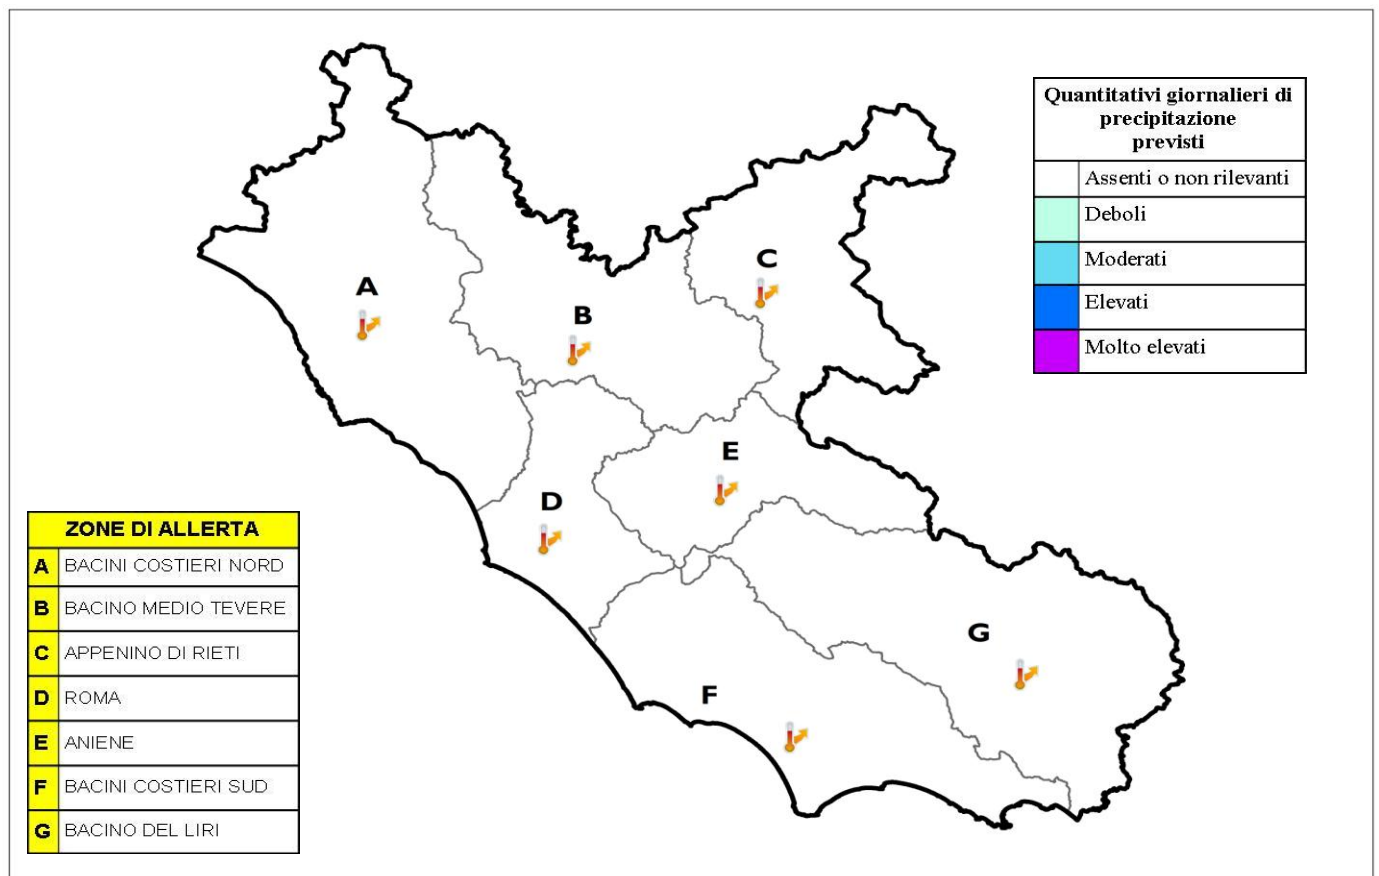 Quantitativi giornalieri di
precipitazione
previsti
Assenti o non rilevanti
Deboli
Moderati
Elevati
Molto elevati
A
B
C
D
E
F
G
ZONE DI ALLERTA
A BACINI COSTIERI NORD
B BACINO MEDIO TEVERE
C APPENINO DI RIETI
D ROMA
E ANIENE
F BACINI COSTIERI SUD
G BACINO DEL LIRI